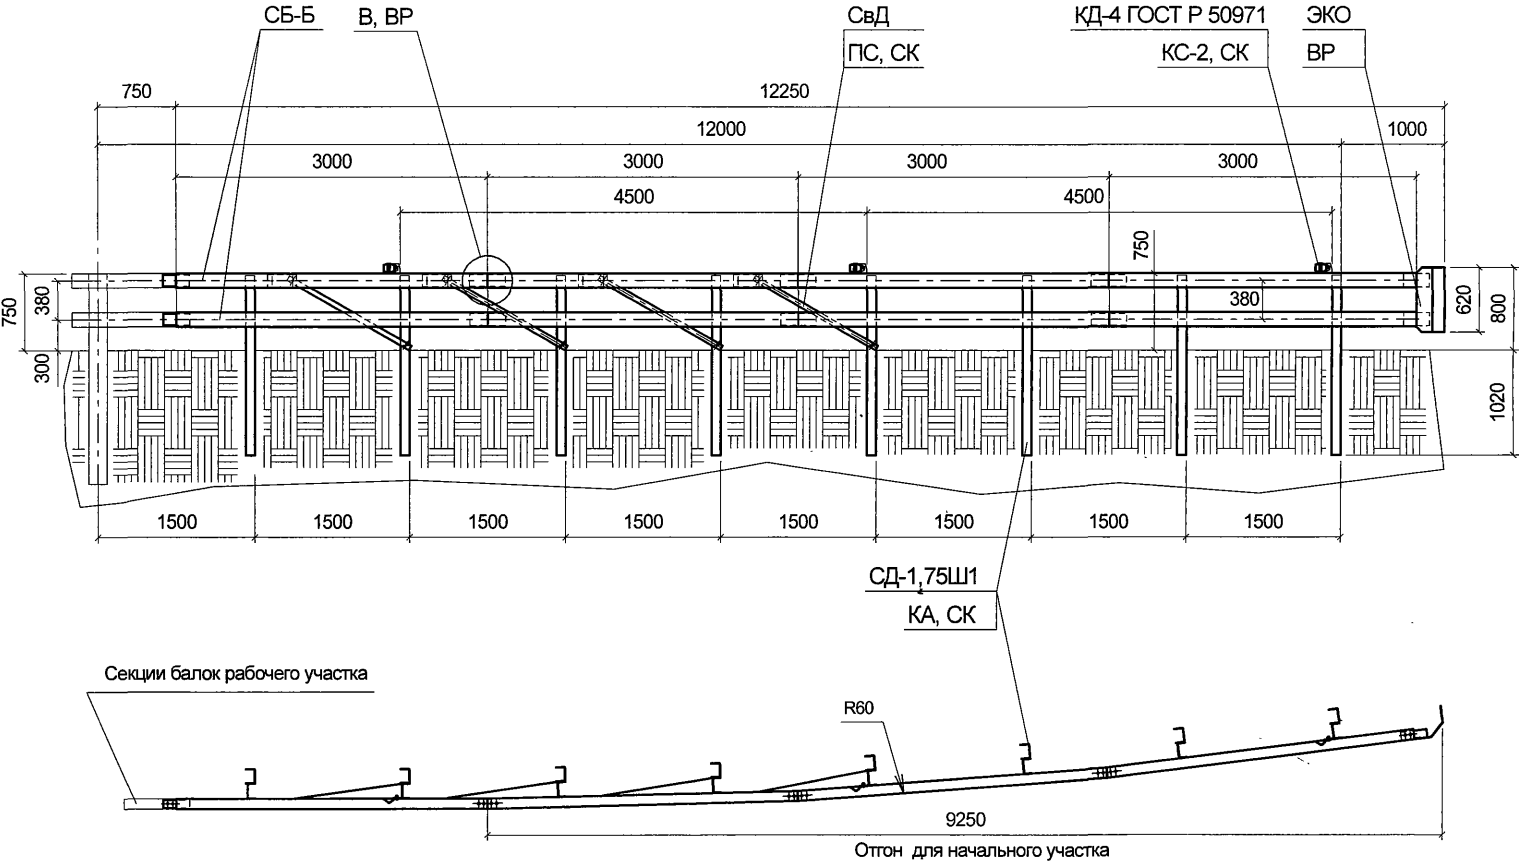 СБ-Б
В, ВР
СвД
ПС, СК
КД-4 ГОСТ Р 50971
КС-2, СК
ЭКО
ВР
750
12250
12000
1000
3000
3000
3000
3000
4500
4500
750
380
750
380
300
620
800
1020
1500
1500
1500
1500
1500
1500
1500
1500
СД-1,75Ш1
КА, СК
Секции балок рабочего участка
R60
9250
Отгон для начального участка